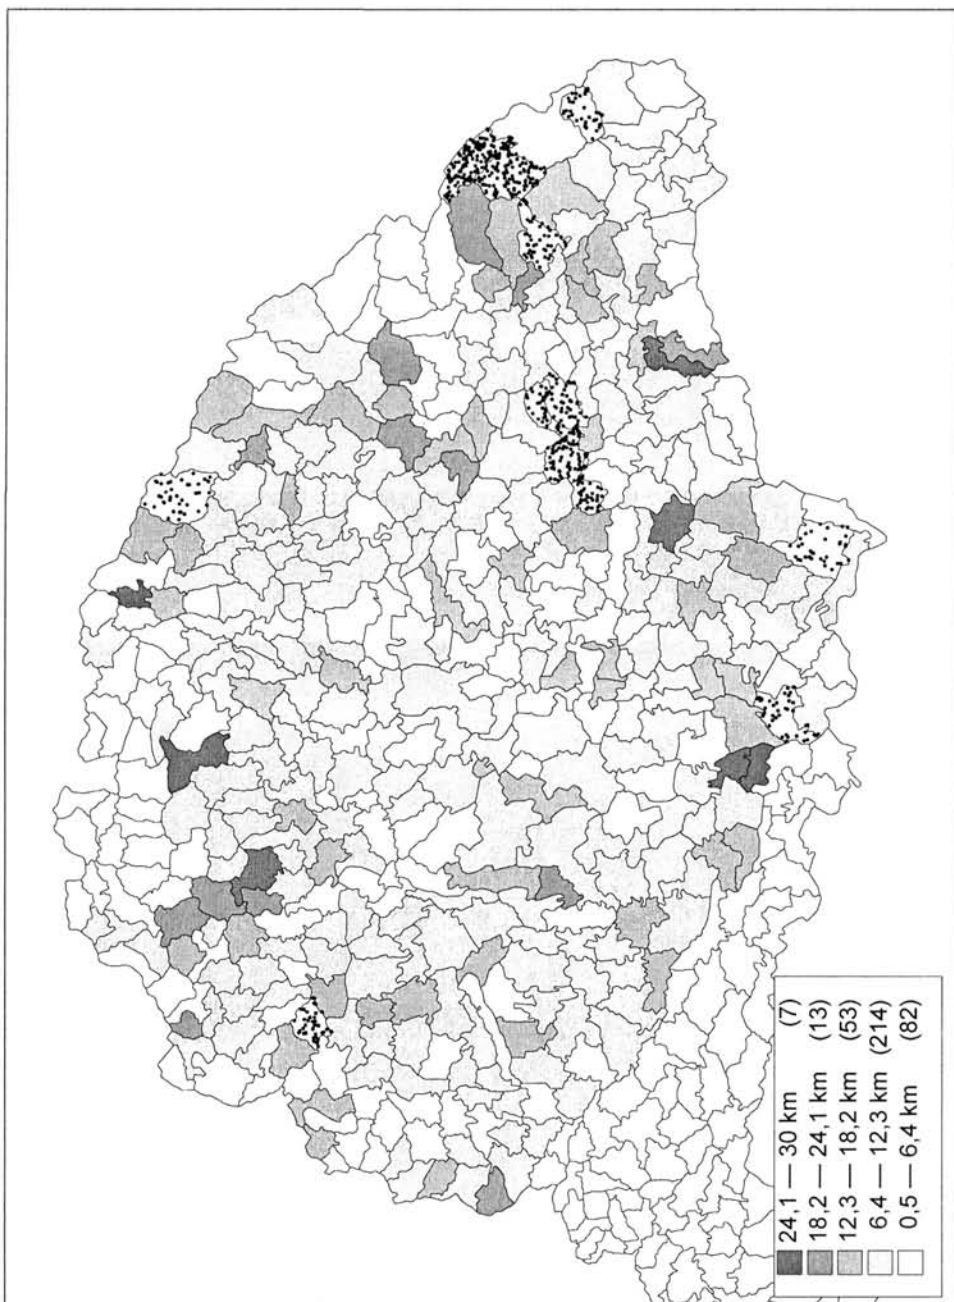 24,1 — 30 km (7)
18,2 — 24,1 km (13)
12,3 — 18,2 km (53)
6,4 — 12,3 km (214)
0,5 — 6,4 km (82)